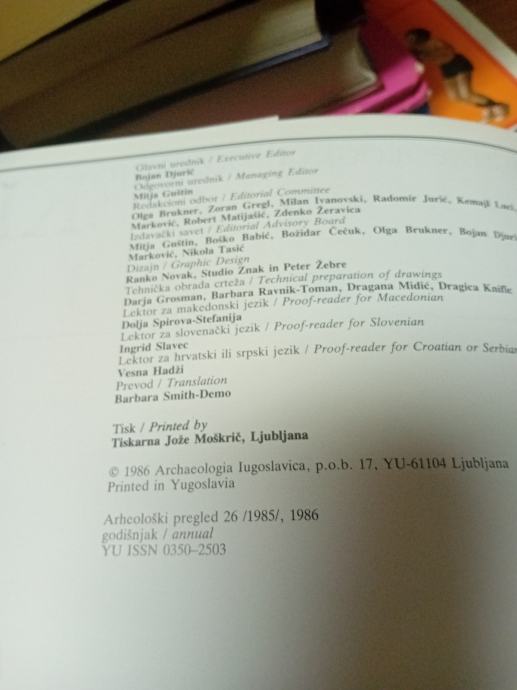 Glavni urednik / Executive Editor
Bojan Djurić
Odgovorni urednik / Managing Editor
Mitja Guštin
Redakcioni odbor / Editorial Committee
Olga Brukner, Zoran Gregl, Milan Ivanovski, Radomir Jurić, Kemajl Luci,
Marković, Robert Matijašić, Zdenko Žeravica
Izdavački savet / Editorial Advisory Board
Mitja Guštin, Boško Babić, Božidar Čečuk, Olga Brukner, Bojan
Marković, Nikola Tasić
Dizajn / Graphic Design
Ranko Novak, Studio Znak in Peter Žebre
Tehnička obrada crteža / Technical preparation of drawings
Darja Grosman, Barbara Ravnik-Toman, Dragana Midić, Dragica Knific
Lektor za makedonski jezik / Proof-reader for Macedonian
Dolja Spirova-Stefanija
Lektor za slovenački jezik / Proof-reader for Slovenian
Ingrid Slavec
Lektor za hrvatski ili srpski jezik / Proof-reader for Croatian or Serbian
Vesna Hadži
Prevod / Translation
Barbara Smith-Demo
Tisk / Printed by
Tiskarna Jože Moškrič, Ljubljana
© 1986 Archaeologia Iugoslavica, p.o.b. 17, YU-61104 Ljubljana
Printed in Yugoslavia
Arheološki pregled 26 /1985/, 1986
godišnjak / annual
YU ISSN 0350–2503